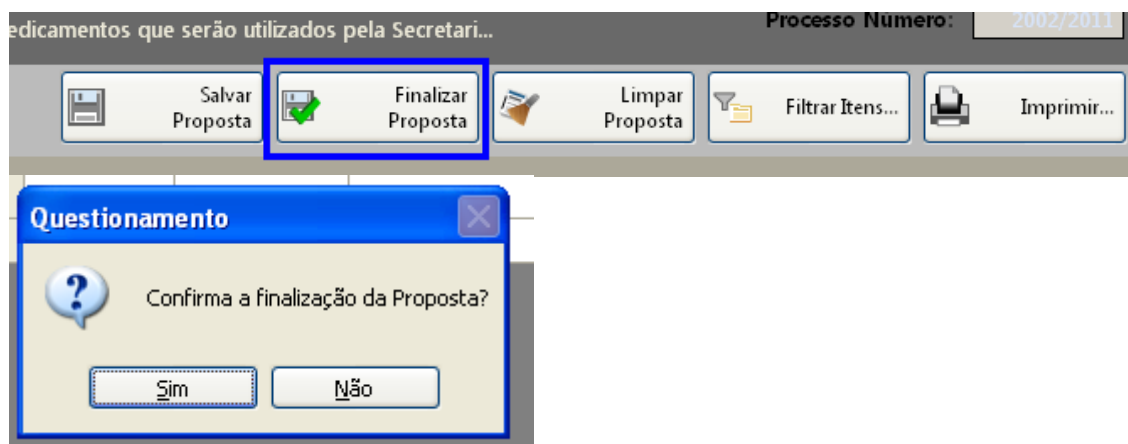 edicamentos que serão utilizados pela Secretari...
Processo Número: 2002/2011
Salvar
Proposta
Finalizar
Proposta
Limpar
Proposta
Filtrar Itens...
Imprimir...
Questionamento
Confirma a finalização da Proposta?
Sim
Não